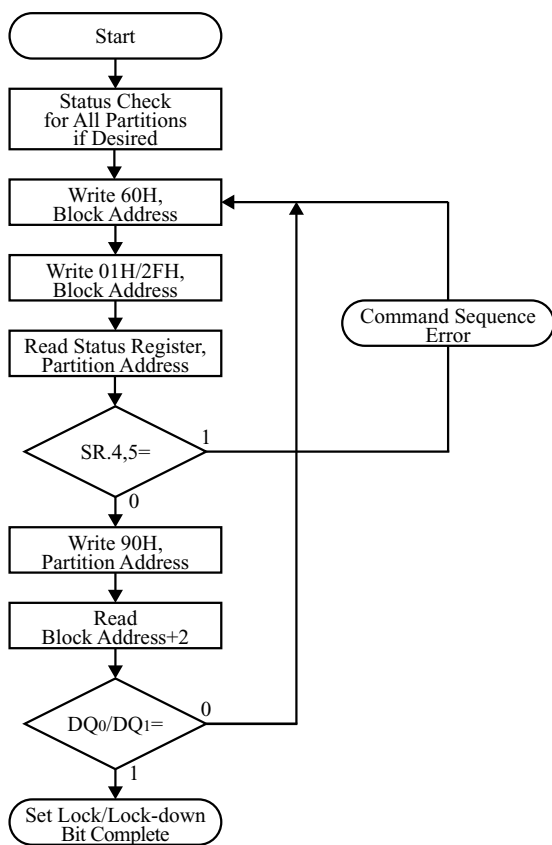 Start
Status Check
for All Partitions
if Desired
Write 60H,
Block Address
Write 01H/2FH,
Block Address
Command Sequence
Error
Read Status Register,
Partition Address
SR.4,5=
1
0
Write 90H,
Partition Address
Read
Block Address+2
DQ0/DQ1=
0
1
Set Lock/Lock-down
Bit Complete